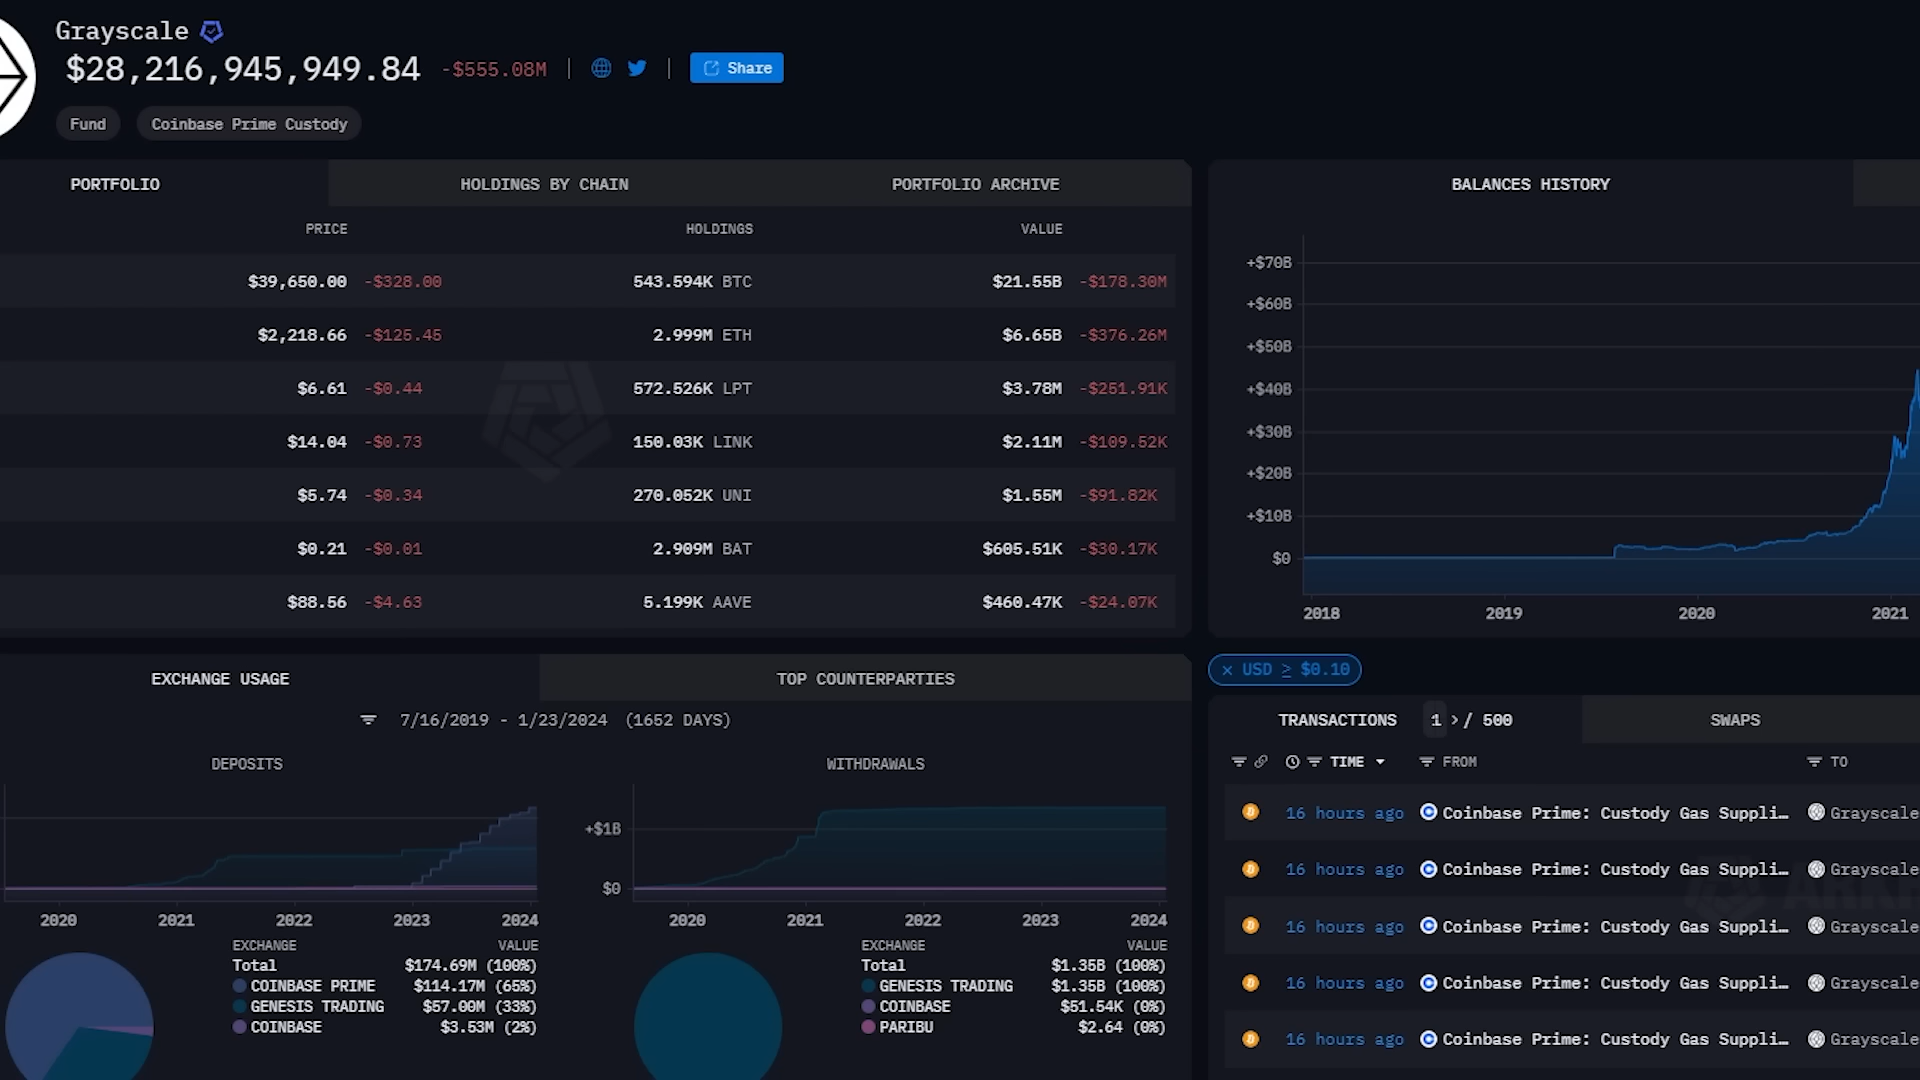 Grayscale
$28,216,945,949.84 -$555.08M | | Share
Fund Coinbase Prime Custody
PORTFOLIO HOLDINGS BY CHAIN PORTFOLIO ARCHIVE
PRICE HOLDINGS VALUE
$39,650.00 -$328.00 543.594K BTC $21.55B -$178.30M
$2,218.66 -$125.45 2.999M ETH $6.65B -$376.26M
$6.61 -$0.44 572.526K LPT $3.78M -$251.91K
$14.04 -$0.73 150.03K LINK $2.11M -$109.52K
$5.74 -$0.34 270.052K UNI $1.55M -$91.82K
$0.21 -$0.01 2.909M BAT $605.51K -$30.17K
$88.56 -$4.63 5.199K AAVE $460.47K -$24.07K
BALANCES HISTORY
+$70B
+$60B
+$50B
+$40B
+$30B
+$20B
+$10B
$0
2018 2019 2020 2021
EXCHANGE USAGE TOP COUNTERPARTIES
7/16/2019 - 1/23/2024 (1652 DAYS)
DEPOSITS WITHDRAWALS
+$1B
$0
2020 2021 2022 2023 2024
2020 2021 2022 2023 2024
EXCHANGE VALUE
Total $174.69M (100%)
COINBASE PRIME $114.17M (65%)
GENESIS TRADING $57.00M (33%)
COINBASE $3.53M (2%)
EXCHANGE VALUE
Total $1.35B (100%)
GENESIS TRADING $1.35B (100%)
COINBASE $51.54K (0%)
PARIBU $2.64 (0%)
× USD ≥ $0.10
TRANSACTIONS 1 > / 500 SWAPS
TIME FROM TO
16 hours ago Coinbase Prime: Custody Gas Suppli… Grayscale
16 hours ago Coinbase Prime: Custody Gas Suppli… Grayscale
16 hours ago Coinbase Prime: Custody Gas Suppli… Grayscale
16 hours ago Coinbase Prime: Custody Gas Suppli… Grayscale
16 hours ago Coinbase Prime: Custody Gas Suppli… Grayscale